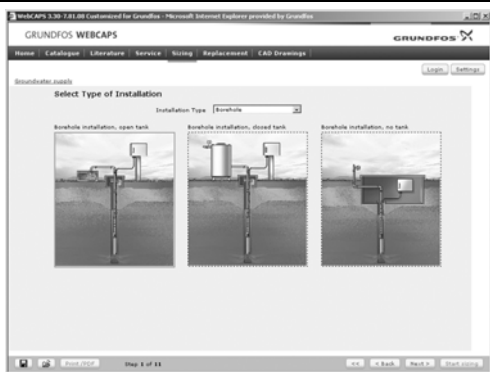 WebCAPS 3.30-7.01.00 Customized for Grundfos - Microsoft Internet Explorer provided by Grundfos
GRUNDFOS WEBCAPS
GRUNDFOS
Home Catalogue Literature Service Sizing Replacement CAD Drawings
Login Settings
Groundwater supply
Select Type of Installation
Installation Type Borehole
Borehole installation, open tank
Borehole installation, closed tank
Borehole installation, no tank
Print/PDF Step 1 of 11 << < Back Next > Start sizing